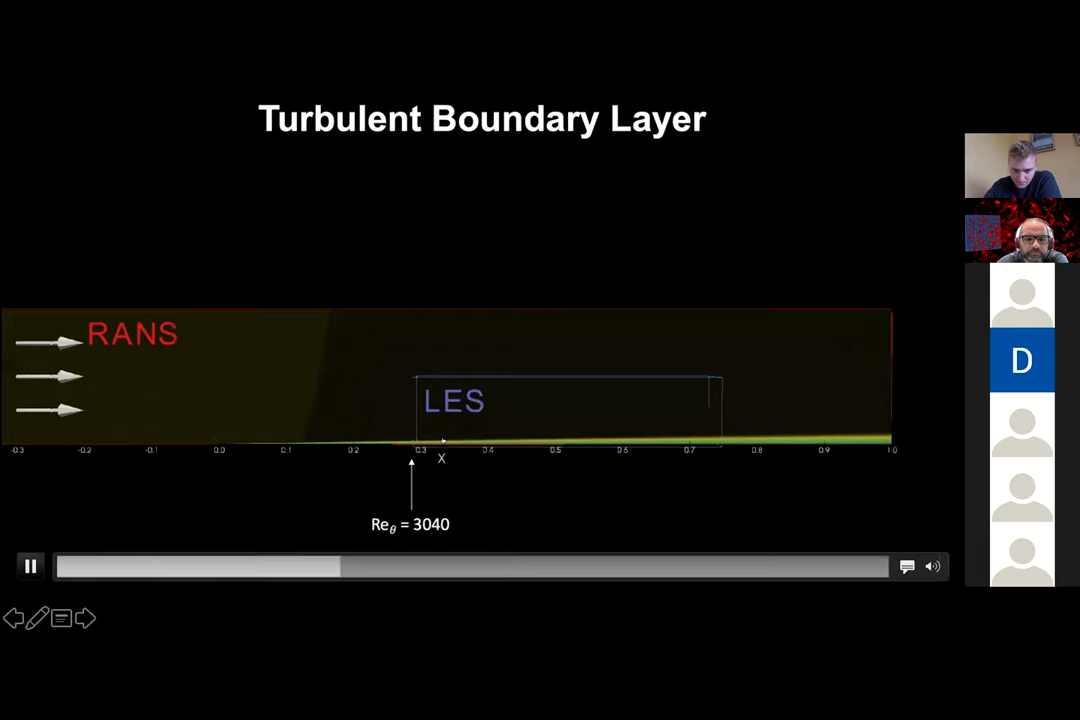 Turbulent Boundary Layer
RANS
LES
-0.3 -0.2 -0.1 0.0 0.1 0.2 0.3 0.4 0.5 0.6 0.7 0.8 0.9 1.0
X
Reθ = 3040
D